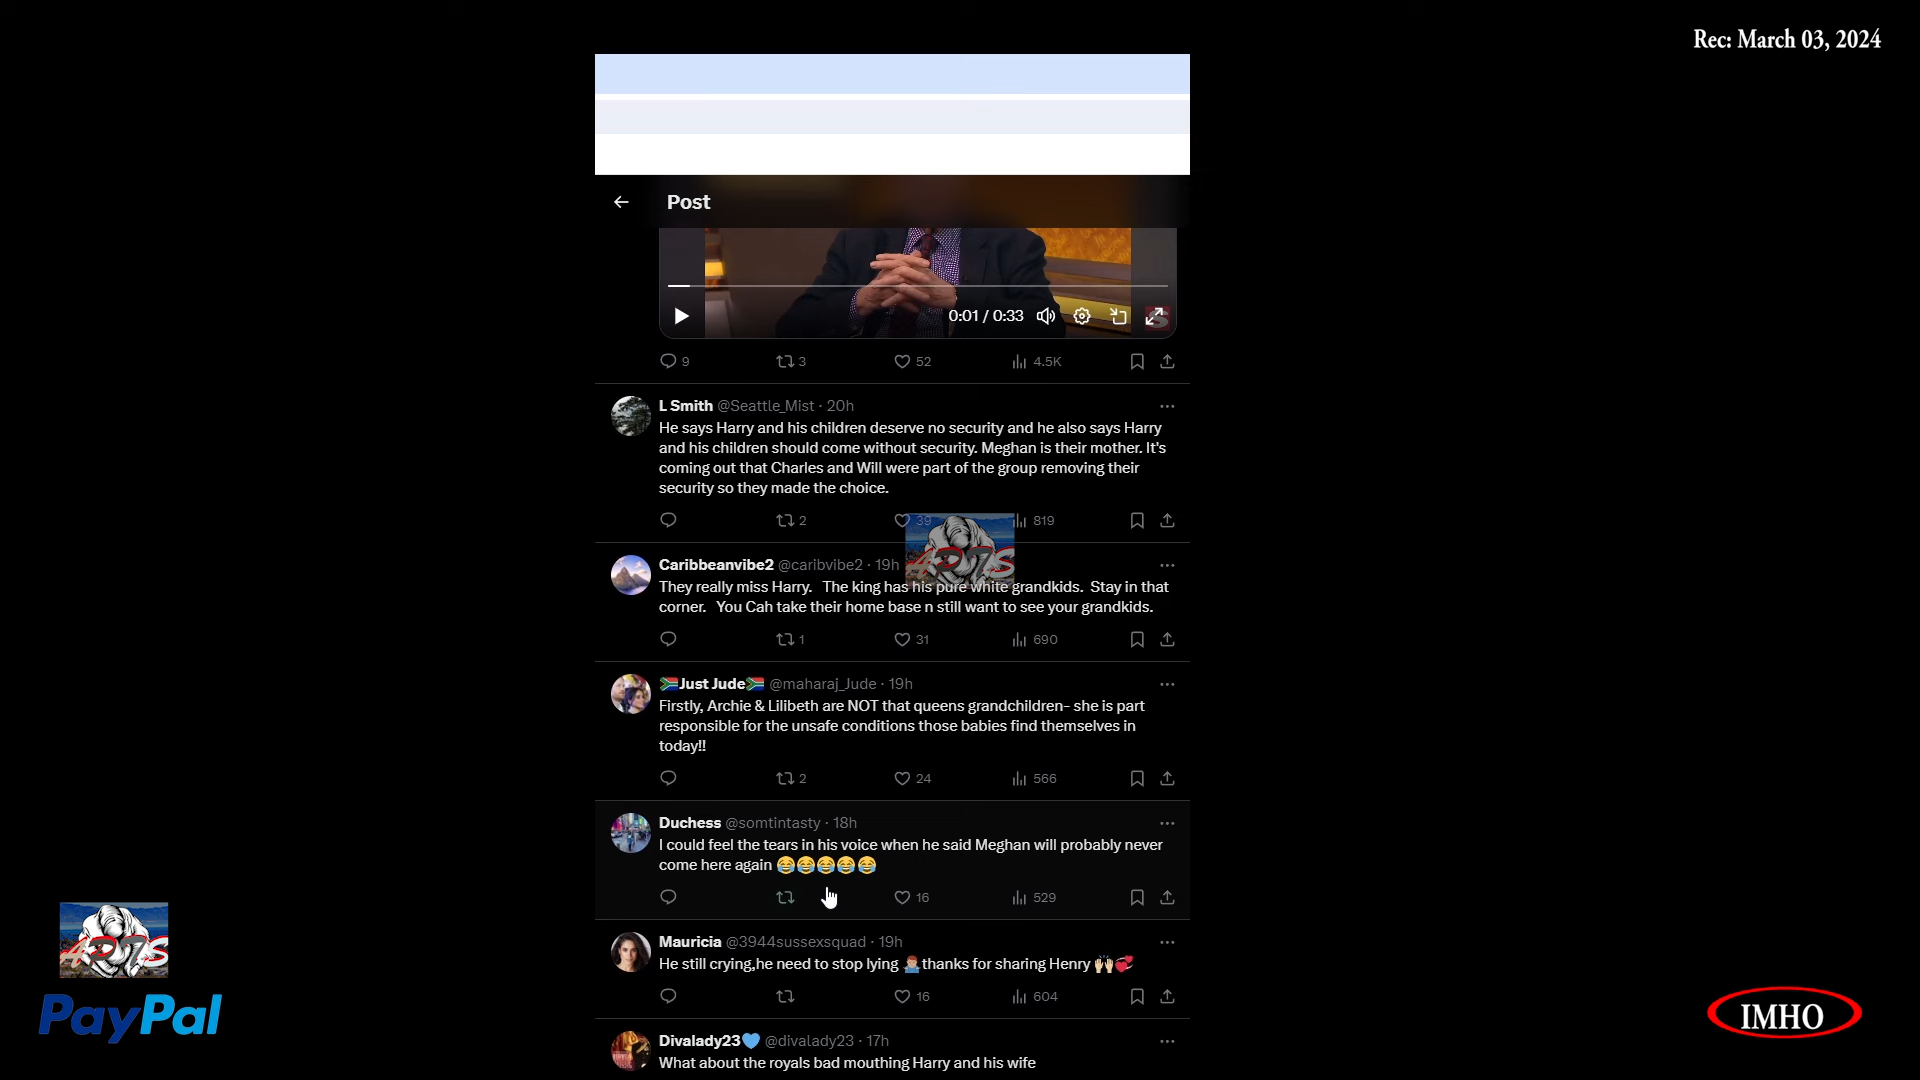 Rec: March 03, 2024
Post
0:01 / 0:33
9 3 52 4.5K
L Smith @Seattle_Mist · 20h
He says Harry and his children deserve no security and he also says Harry
and his children should come without security. Meghan is their mother. It's
coming out that Charles and Will were part of the group removing their
security so they made the choice.
2 39 819
Caribbeanvibe2 @caribvibe2 · 19h
They really miss Harry. The king has his pure white grandkids. Stay in that
corner. You Cah take their home base n still want to see your grandkids.
1 31 690
🇿🇦Just Jude🇿🇦 @maharaj_Jude · 19h
Firstly, Archie & Lilibeth are NOT that queens grandchildren- she is part
responsible for the unsafe conditions those babies find themselves in
today!!
2 24 566
Duchess @somtintasty · 18h
I could feel the tears in his voice when he said Meghan will probably never
come here again 😂😂😂😂😂
16 529
Mauricia @3944sussexsquad · 19h
He still crying,he need to stop lying 🤷🏽‍♂️thanks for sharing Henry 🙌🏻💞
16 604
Divalady23💙 @divalady23 · 17h
What about the royals bad mouthing Harry and his wife
PayPal
IMHO